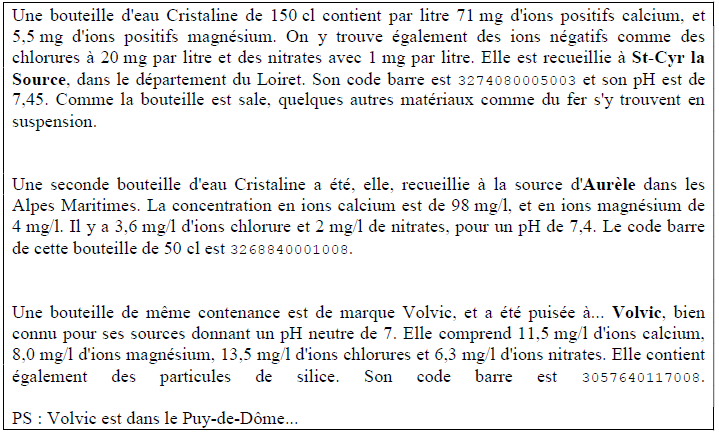 Une bouteille d'eau Cristaline de 150 cl contient par litre 71 mg d'ions positifs calcium, et
5,5 mg d'ions positifs magnésium. On y trouve également des ions négatifs comme des
chlorures à 20 mg par litre et des nitrates avec 1 mg par litre. Elle est recueillie à St-Cyr la
Source, dans le département du Loiret. Son code barre est 3274080005003 et son pH est de
7,45. Comme la bouteille est sale, quelques autres matériaux comme du fer s'y trouvent en
suspension.
Une seconde bouteille d'eau Cristaline a été, elle, recueillie à la source d'Aurèle dans les
Alpes Maritimes. La concentration en ions calcium est de 98 mg/l, et en ions magnésium de
4 mg/l. Il y a 3,6 mg/l d'ions chlorure et 2 mg/l de nitrates, pour un pH de 7,4. Le code barre
de cette bouteille de 50 cl est 3268840001008.
Une bouteille de même contenance est de marque Volvic, et a été puisée à... Volvic, bien
connu pour ses sources donnant un pH neutre de 7. Elle comprend 11,5 mg/l d'ions calcium,
8,0 mg/l d'ions magnésium, 13,5 mg/l d'ions chlorures et 6,3 mg/l d'ions nitrates. Elle contient
également des particules de silice. Son code barre est 3057640117008.
PS : Volvic est dans le Puy-de-Dôme...